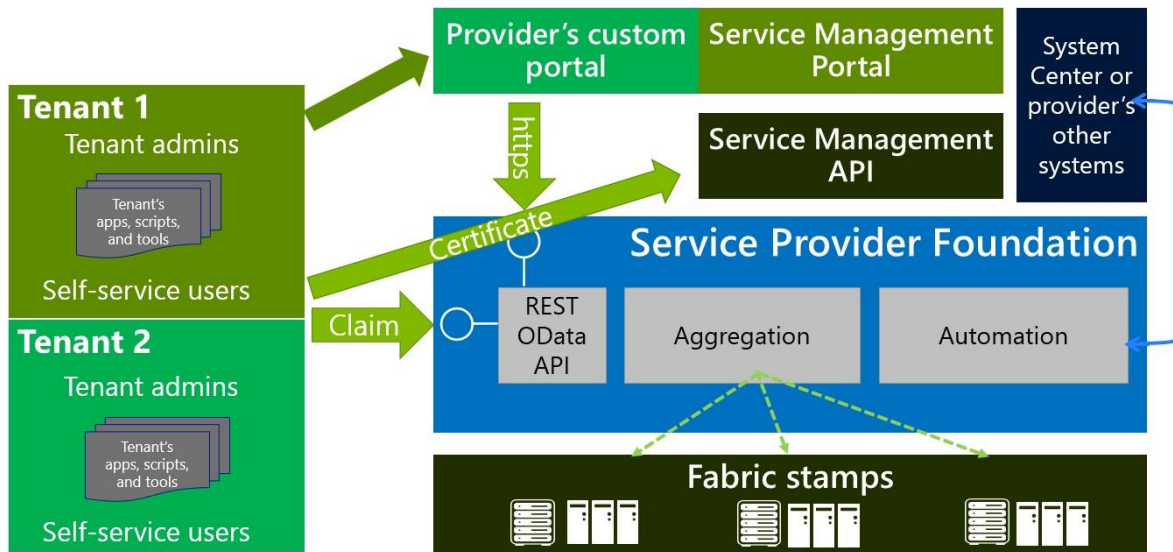 Tenant 1
Tenant admins
Tenant's
apps, scripts,
and tools
Self-service users
Tenant 2
Tenant admins
Tenant's
apps, scripts,
and tools
Self-service users
Provider's custom
portal
Service Management
Portal
System
Center or
provider's
other
systems
https
Service Management
API
Certificate
Claim
Service Provider Foundation
REST
OData
API
Aggregation
Automation
Fabric stamps